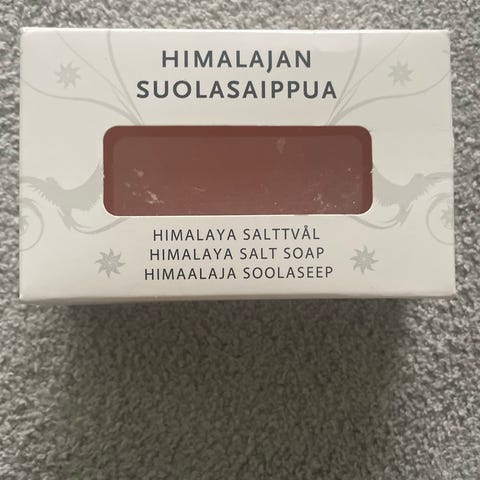 HIMALAJAN
SUOLASAIPPUA
HIMALAYA SALTTVÅL
HIMALAYA SALT SOAP
HIMAALAJA SOOLASEEP